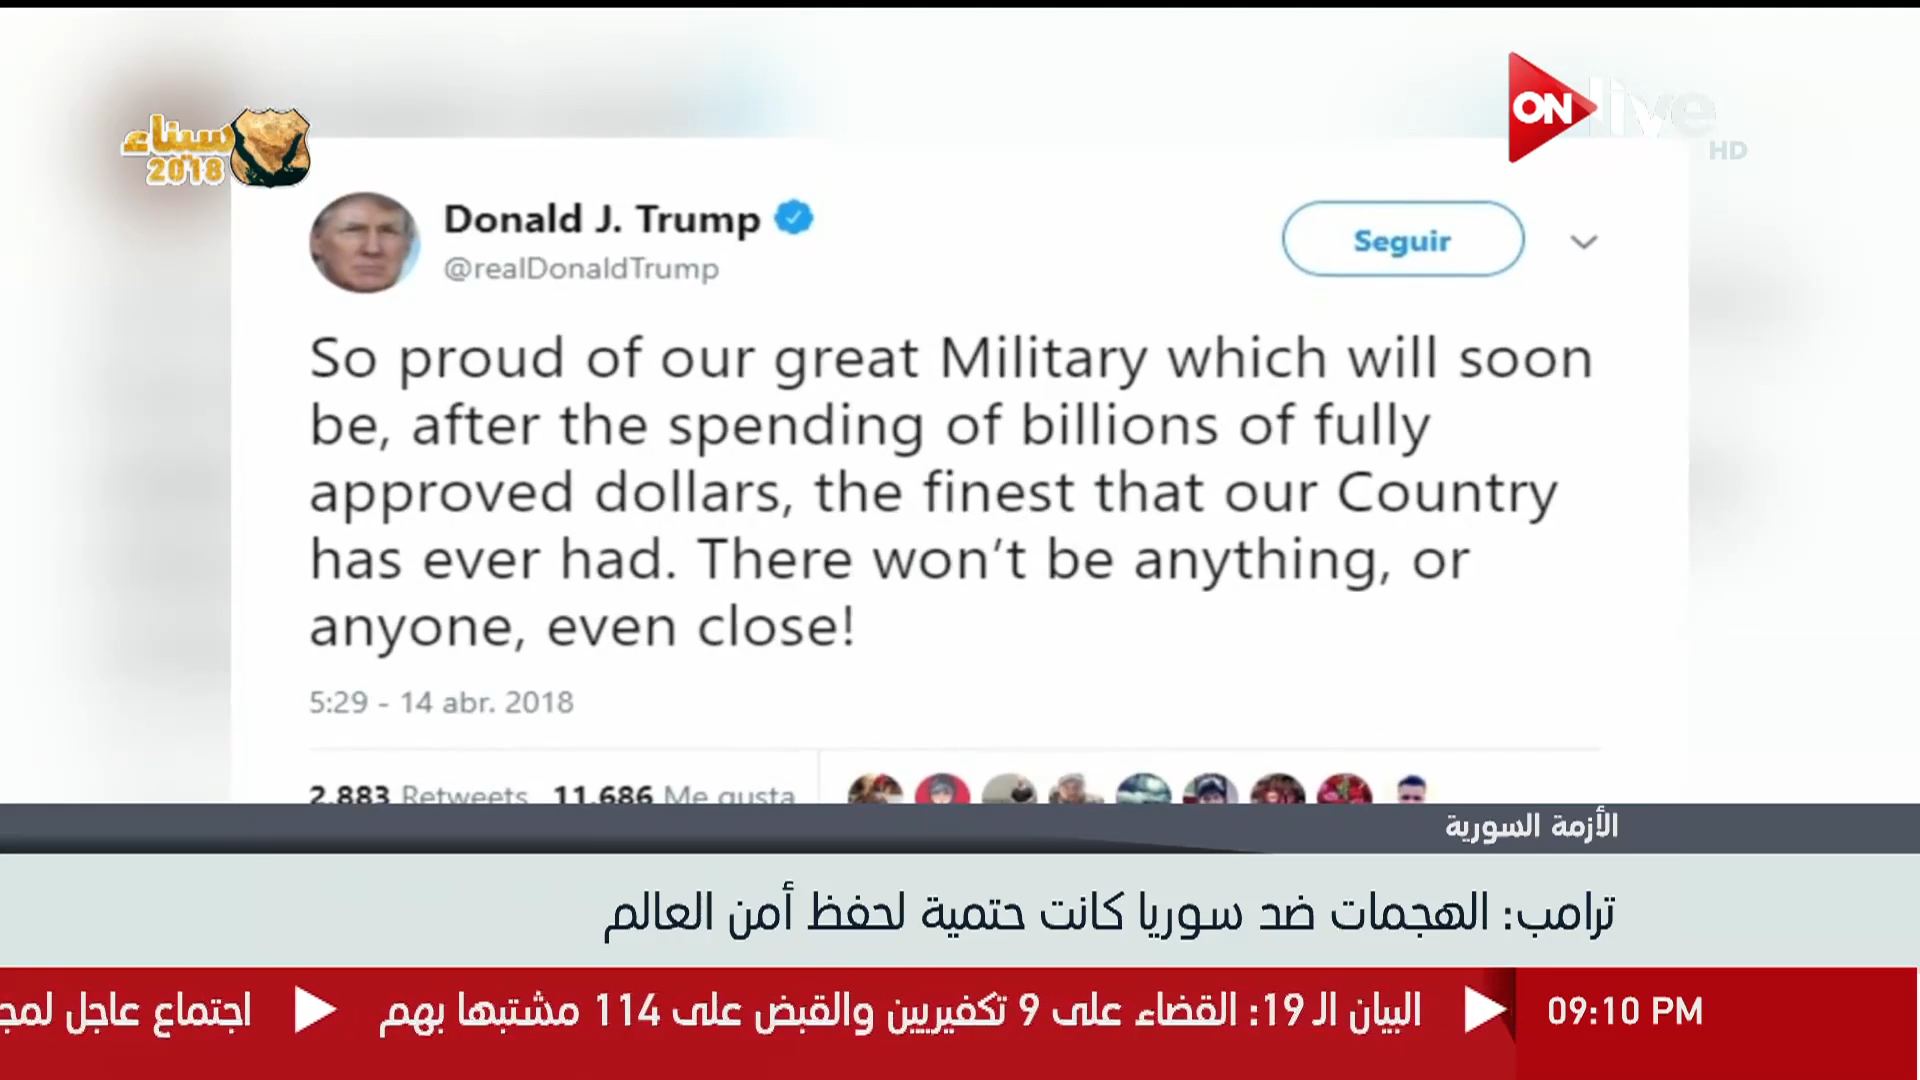 سيناء
2018
ON live
HD
Donald J. Trump
@realDonaldTrump
Seguir
So proud of our great Military which will soon
be, after the spending of billions of fully
approved dollars, the finest that our Country
has ever had. There won't be anything, or
anyone, even close!
5:29 - 14 abr. 2018
2.883 Retweets 11.686 Me gusta
الأزمة السورية
ترامب: الهجمات ضد سوريا كانت حتمية لحفظ أمن العالم
البيان الـ 19: القضاء على 9 تكفيريين والقبض على 114 مشتبها بهم
اجتماع عاجل
09:10 PM